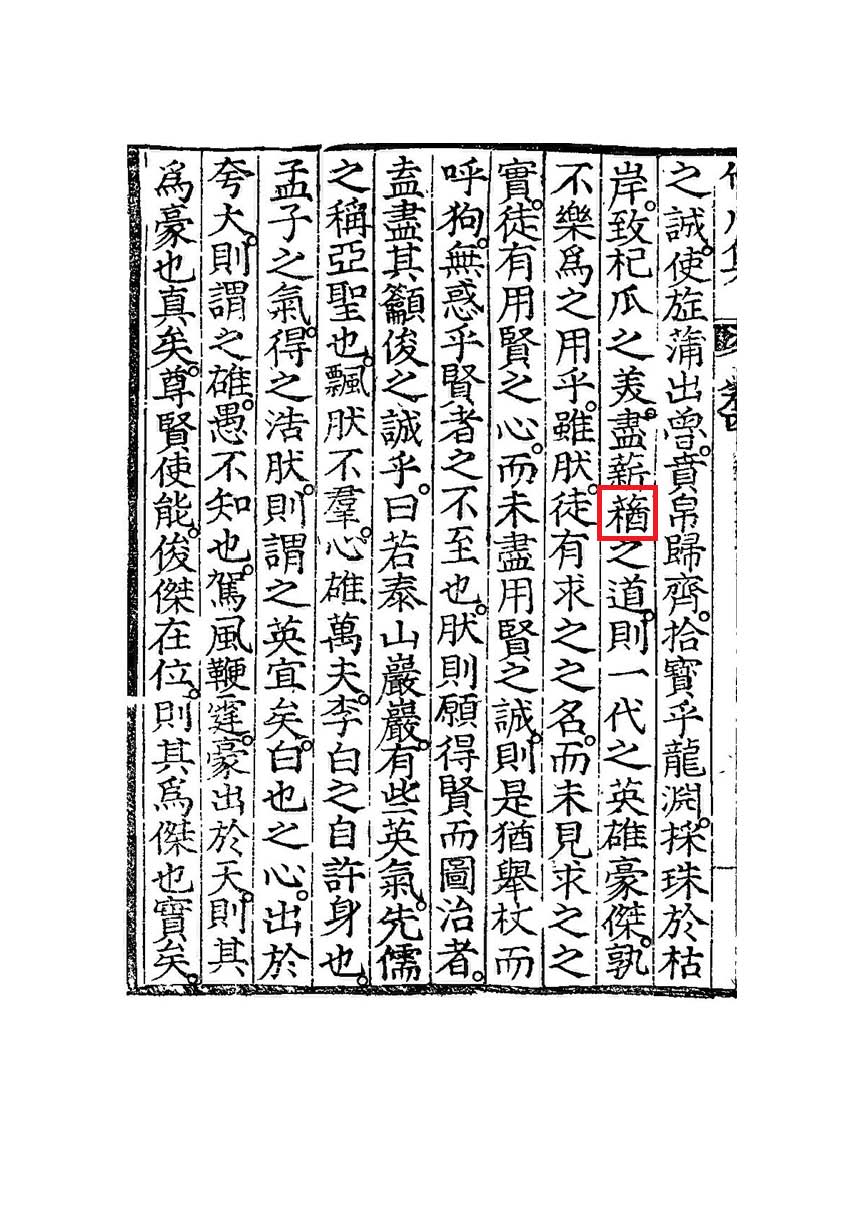 之誠。使旌蒲出魯。賁帛歸齊。拾寶乎龍淵。採珠於枯
岸。致杞瓜之美。盡薪槱之道。則一代之英雄豪傑。孰
不樂爲之用乎。雖肰。徒有求之之名。而未見求之之
實。徒有用賢之心。而未盡用賢之誠。則是猶舉杖而
呼狗。無惑乎賢者之不至也。肰則願得賢而圖治者。
盍盡其籲俊之誠乎。曰若泰山巖巖。有些英氣。先儒
之稱亞聖也。飄肰不羣。心雄萬夫。李白之自許身也。
孟子之氣。得之浩肰。則謂之英宜矣。白也之心。出於
夸大。則謂之雄。愚不知也。駕風鞭霆。豪出於天。則其
爲豪也真矣。尊賢使能。俊傑在位。則其爲傑也實矣。